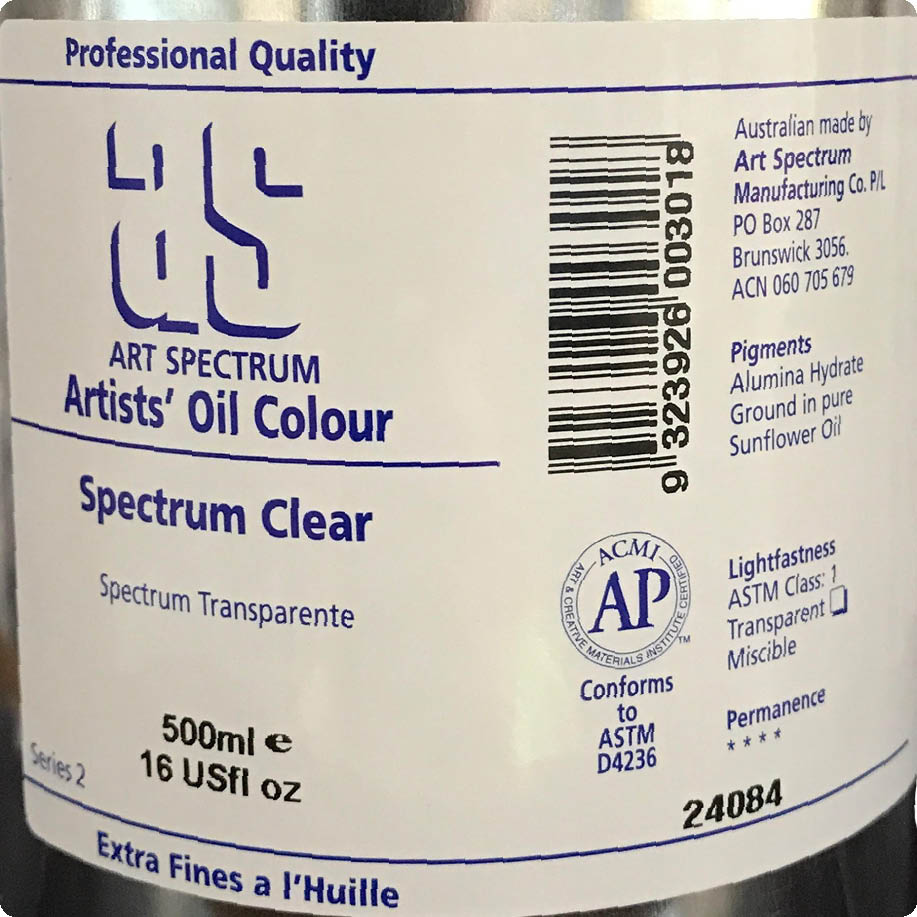 Professional Quality
ART SPECTRUM
Artists' Oil Colour
Spectrum Clear
Spectrum Transparente
500ml e
16 USfl oz
Series 2
Extra Fines a l'Huille
9 323926 003018
ACMI
AP
ART & CREATIVE MATERIALS INSTITUTE CERTIFIED
TM
Conforms
to
ASTM
D4236
Australian made by
Art Spectrum
Manufacturing Co. P/L
PO Box 287
Brunswick 3056.
ACN 060 705 679
Pigments
Alumina Hydrate
Ground in pure
Sunflower Oil
Lightfastness
ASTM Class: 1
Transparent ❏
Miscible
Permanence
* * * *
24084